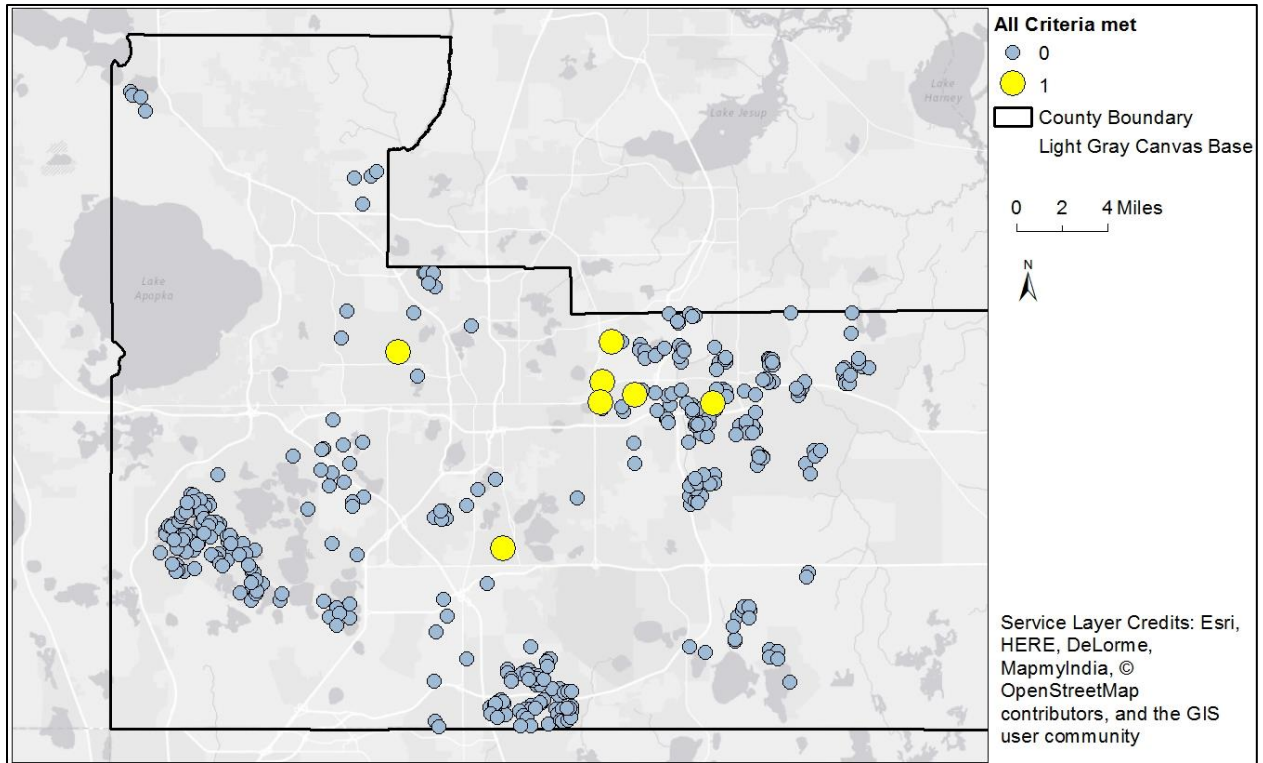 Lake
Apopka
Lake Jesup
Lake
Harney
All Criteria met
0
1
County Boundary
Light Gray Canvas Base
0 2 4 Miles
N
Service Layer Credits: Esri,
HERE, DeLorme,
MapmyIndia, ©
OpenStreetMap
contributors, and the GIS
user community